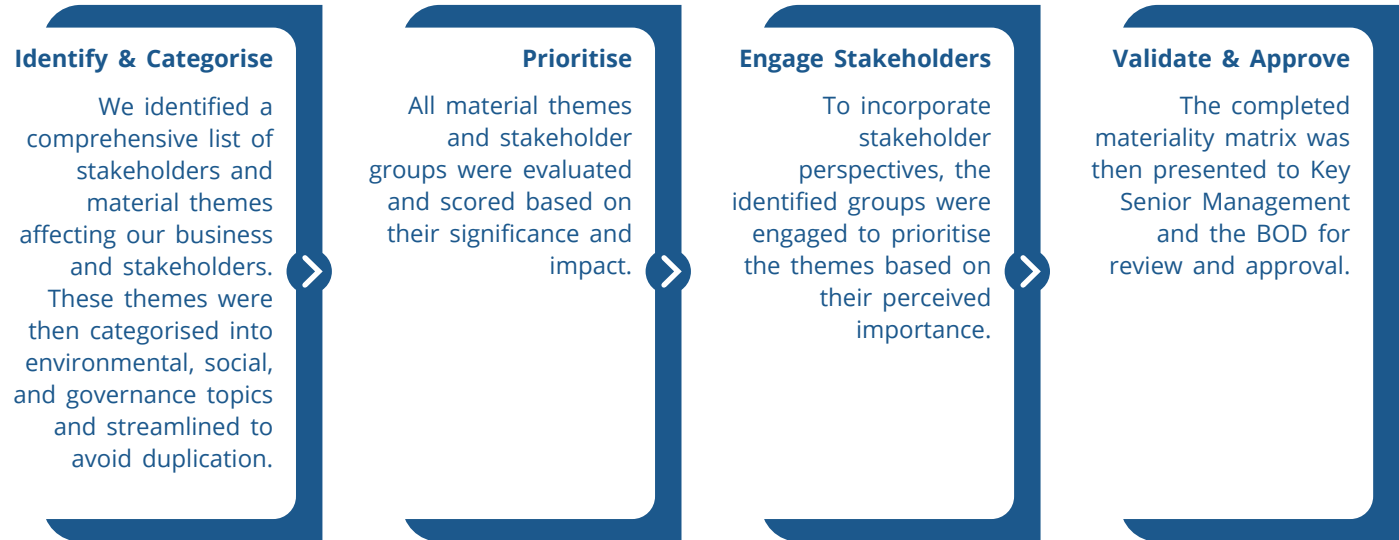 Identify & Categorise
We identified a
comprehensive list of
stakeholders and
material themes
affecting our business
and stakeholders.
These themes were
then categorised into
environmental, social,
and governance topics
and streamlined to
avoid duplication.
Prioritise
All material themes
and stakeholder
groups were evaluated
and scored based on
their significance and
impact.
Engage Stakeholders
To incorporate
stakeholder
perspectives, the
identified groups were
engaged to prioritise
the themes based on
their perceived
importance.
Validate & Approve
The completed
materiality matrix was
then presented to Key
Senior Management
and the BOD for
review and approval.